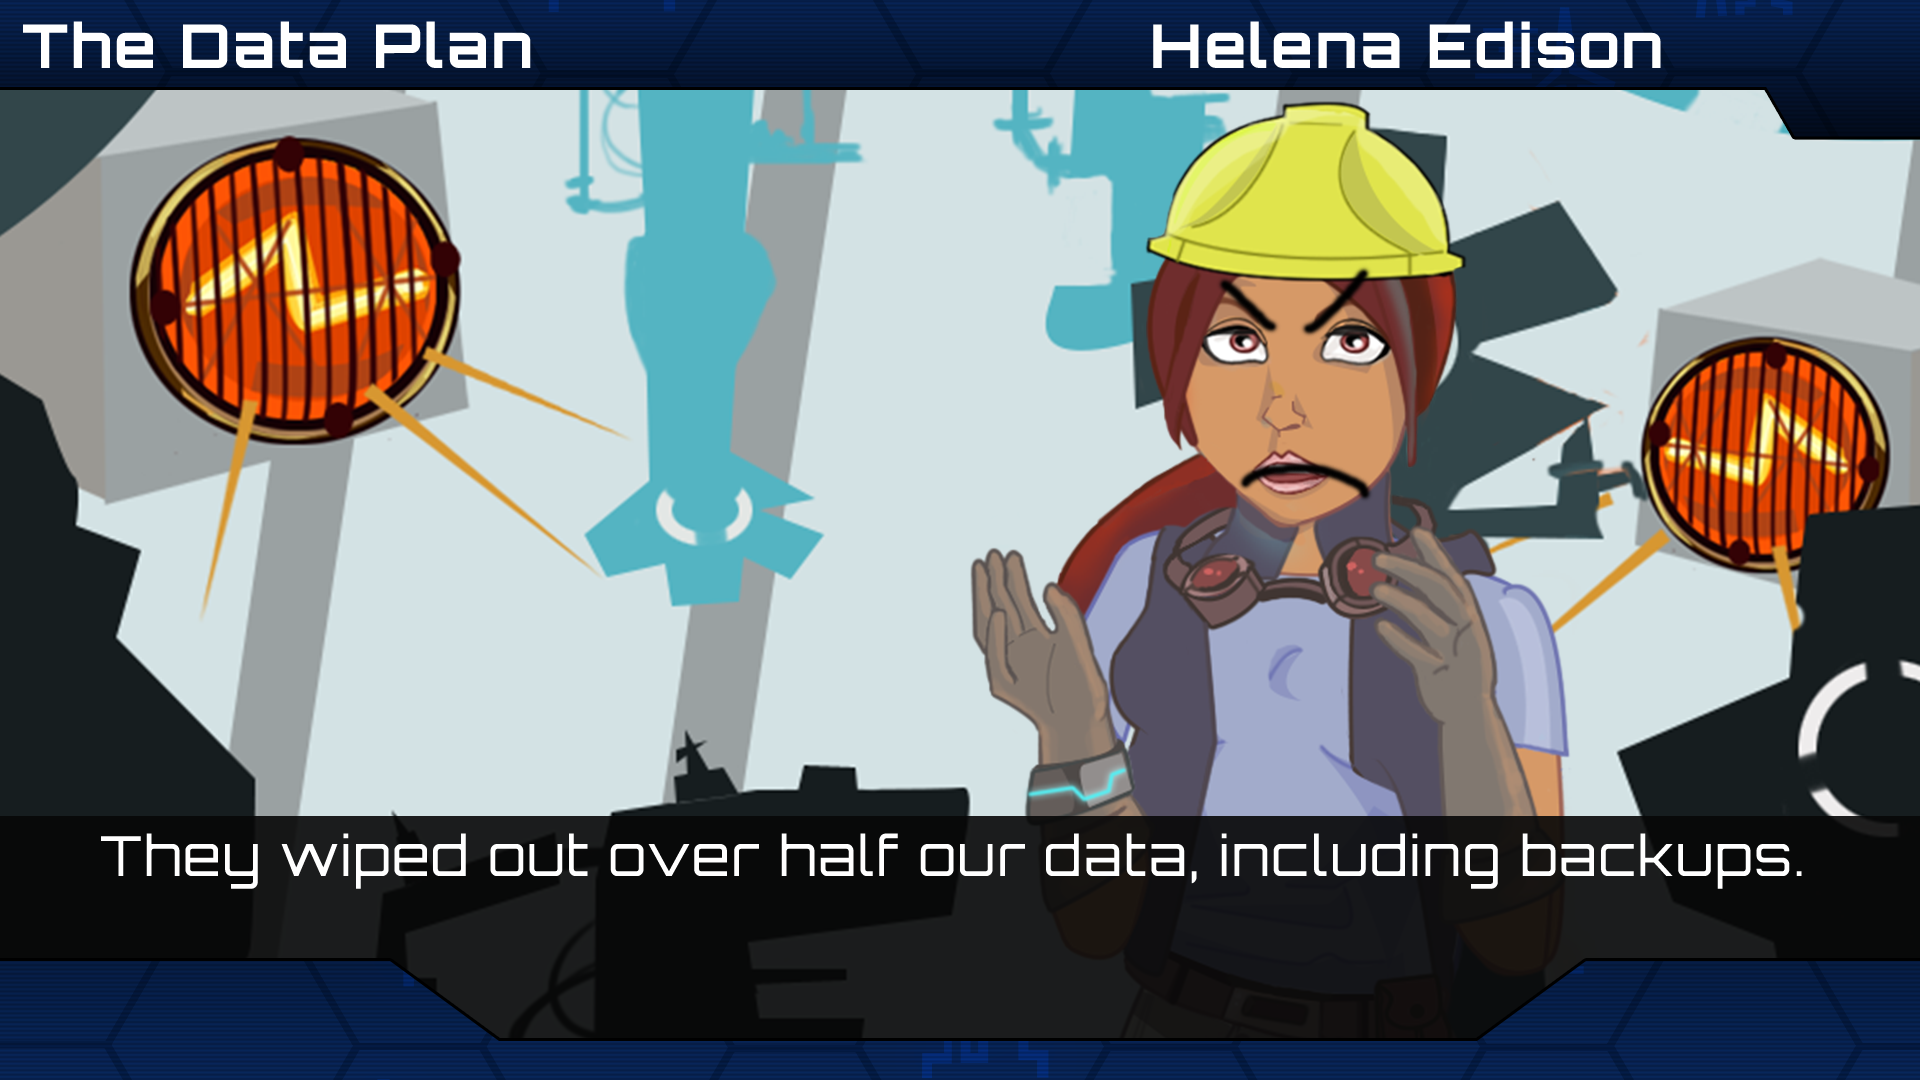 The Data Plan
Helena Edison
They wiped out over half our data, including backups.